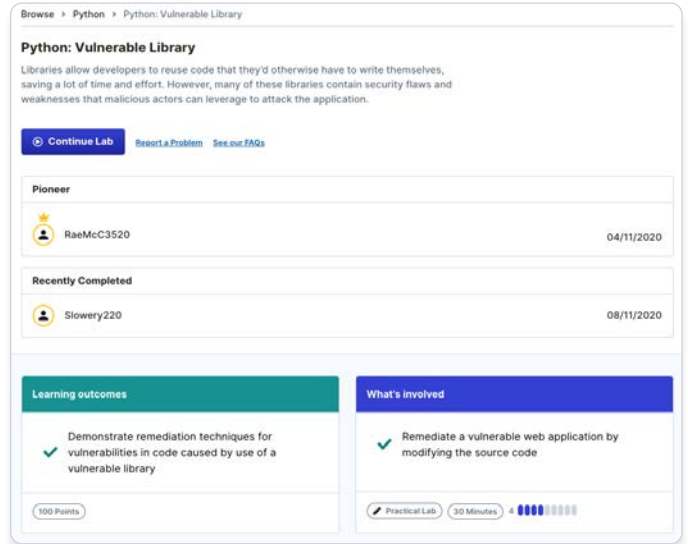 Browse > Python > Python: Vulnerable Library
Python: Vulnerable Library
Libraries allow developers to reuse code that they'd otherwise have to write themselves,
saving a lot of time and effort. However, many of these libraries contain security flaws and
weaknesses that malicious actors can leverage to attack the application.
Continue Lab
Report a Problem
See our FAQs
Pioneer
RaeMcC3520
04/11/2020
Recently Completed
Slowery220
08/11/2020
Learning outcomes
Demonstrate remediation techniques for
vulnerabilities in code caused by use of a
vulnerable library
100 Points
What's involved
Remediate a vulnerable web application by
modifying the source code
Practical Lab
30 Minutes
4